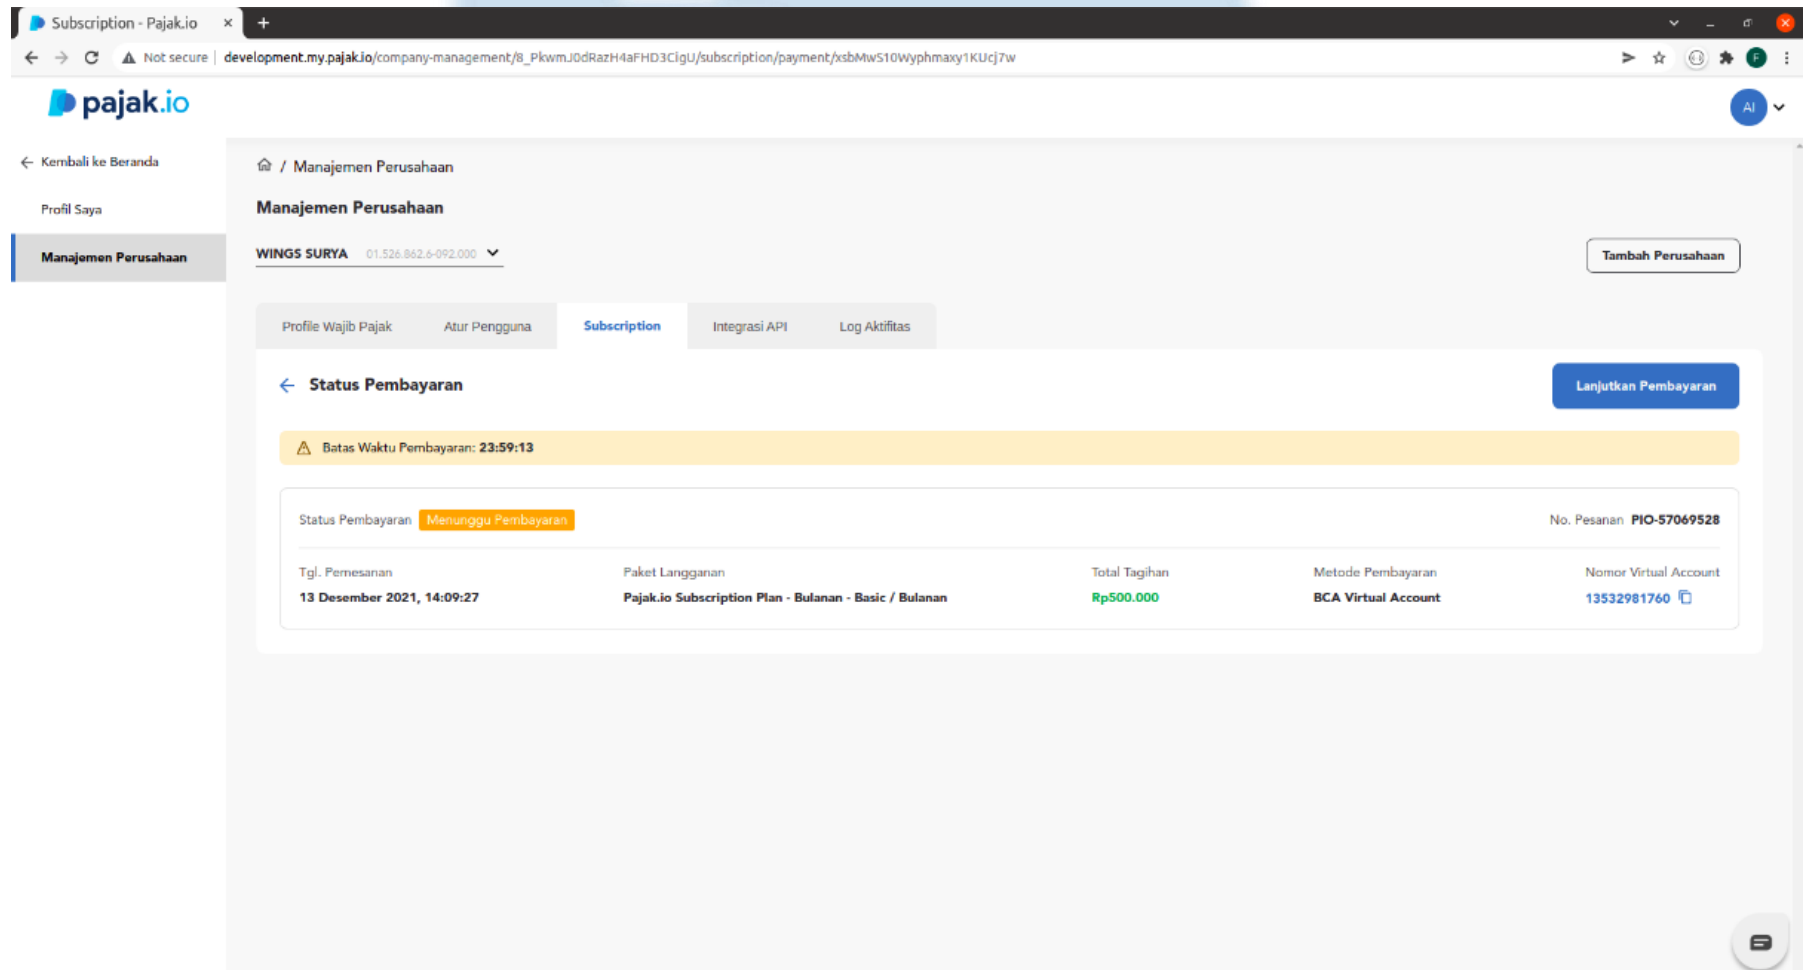 Subscription - Pajak.io
Not secure | development.my.pajak.io/company-management/8_PkwmJ0dRazH4aFHD3CigU/subscription/payment/xsbMwS10Wyphmaxy1KUcj7w
F
pajak.io
AI
Kembali ke Beranda
/ Manajemen Perusahaan
Profil Saya
Manajemen Perusahaan
Manajemen Perusahaan
WINGS SURYA 01.526.862.6-092.000
Tambah Perusahaan
Profile Wajib Pajak Atur Pengguna Subscription Integrasi API Log Aktifitas
Status Pembayaran
Lanjutkan Pembayaran
Batas Waktu Pembayaran: 23:59:13
Status Pembayaran Menunggu Pembayaran
No. Pesanan PIO-57069528
Tgl. Pemesanan Paket Langganan Total Tagihan Metode Pembayaran Nomor Virtual Account
13 Desember 2021, 14:09:27 Pajak.io Subscription Plan - Bulanan - Basic / Bulanan Rp500.000 BCA Virtual Account 13532981760